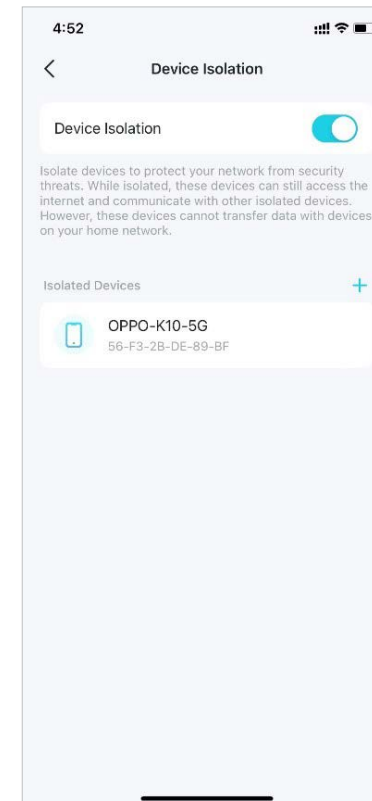 4:52
Device Isolation
Device Isolation
Isolate devices to protect your network from security
threats. While isolated, these devices can still access the
internet and communicate with other isolated devices.
However, these devices cannot transfer data with devices
on your home network.
Isolated Devices
OPPO-K10-5G
56-F3-2B-DE-89-BF